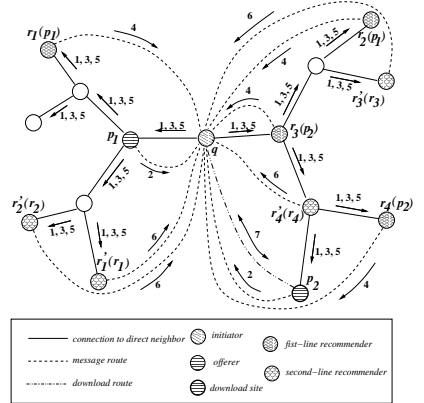 r1(p1)
4
6
r2(p1)
1, 3, 5
1, 3, 5
4
1, 3, 5
r3'(r3)
1, 3, 5
4
1, 3, 5
1, 3, 5
1, 3, 5
p1
q
r3(p2)
1, 3, 5
2
1, 3, 5
6
r2'(r2)
r4'(r4)
1, 3, 5
r4(p2)
1, 3, 5
1, 3, 5
6
7
1, 3, 5
r1'(r1)
6
2
p2
4
connection to direct neighbor
initiator
message route
offerer
fist-line recommender
download route
download site
second-line recommender